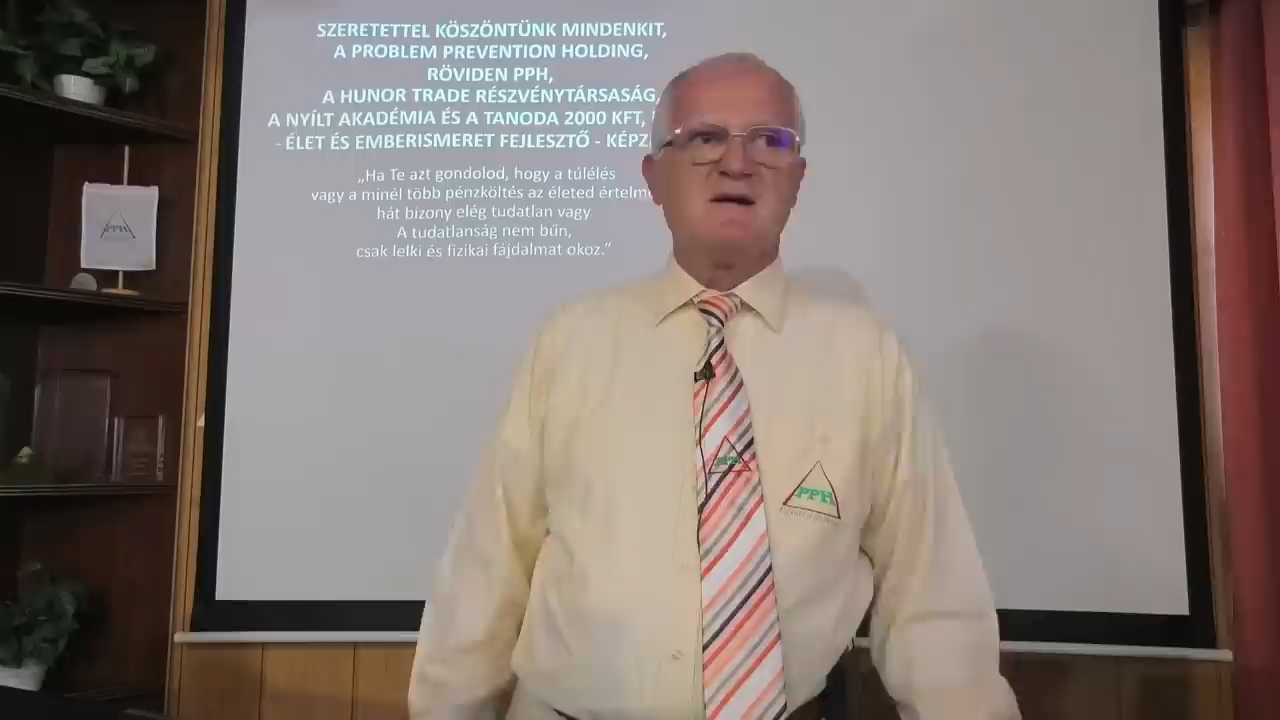 SZERETETTEL KÖSZÖNTÜNK MINDENKIT,
A PROBLEM PREVENTION HOLDING,
RÖVIDEN PPH,
A HUNOR TRADE RÉSZVÉNYTÁRSASÁG,
A NYÍLT AKADÉMIA ÉS A TANODA 2000 KFT,
- ÉLET ÉS EMBERISMERET FEJLESZTŐ - KÉPZ
„Ha Te azt gondolod, hogy a túlélés
vagy a minél több pénzköltés az életed értelm
hát bizony elég tudatlan vagy.
A tudatlanság nem bűn,
csak lelki és fizikai fájdalmat okoz.”
PPH
PPH